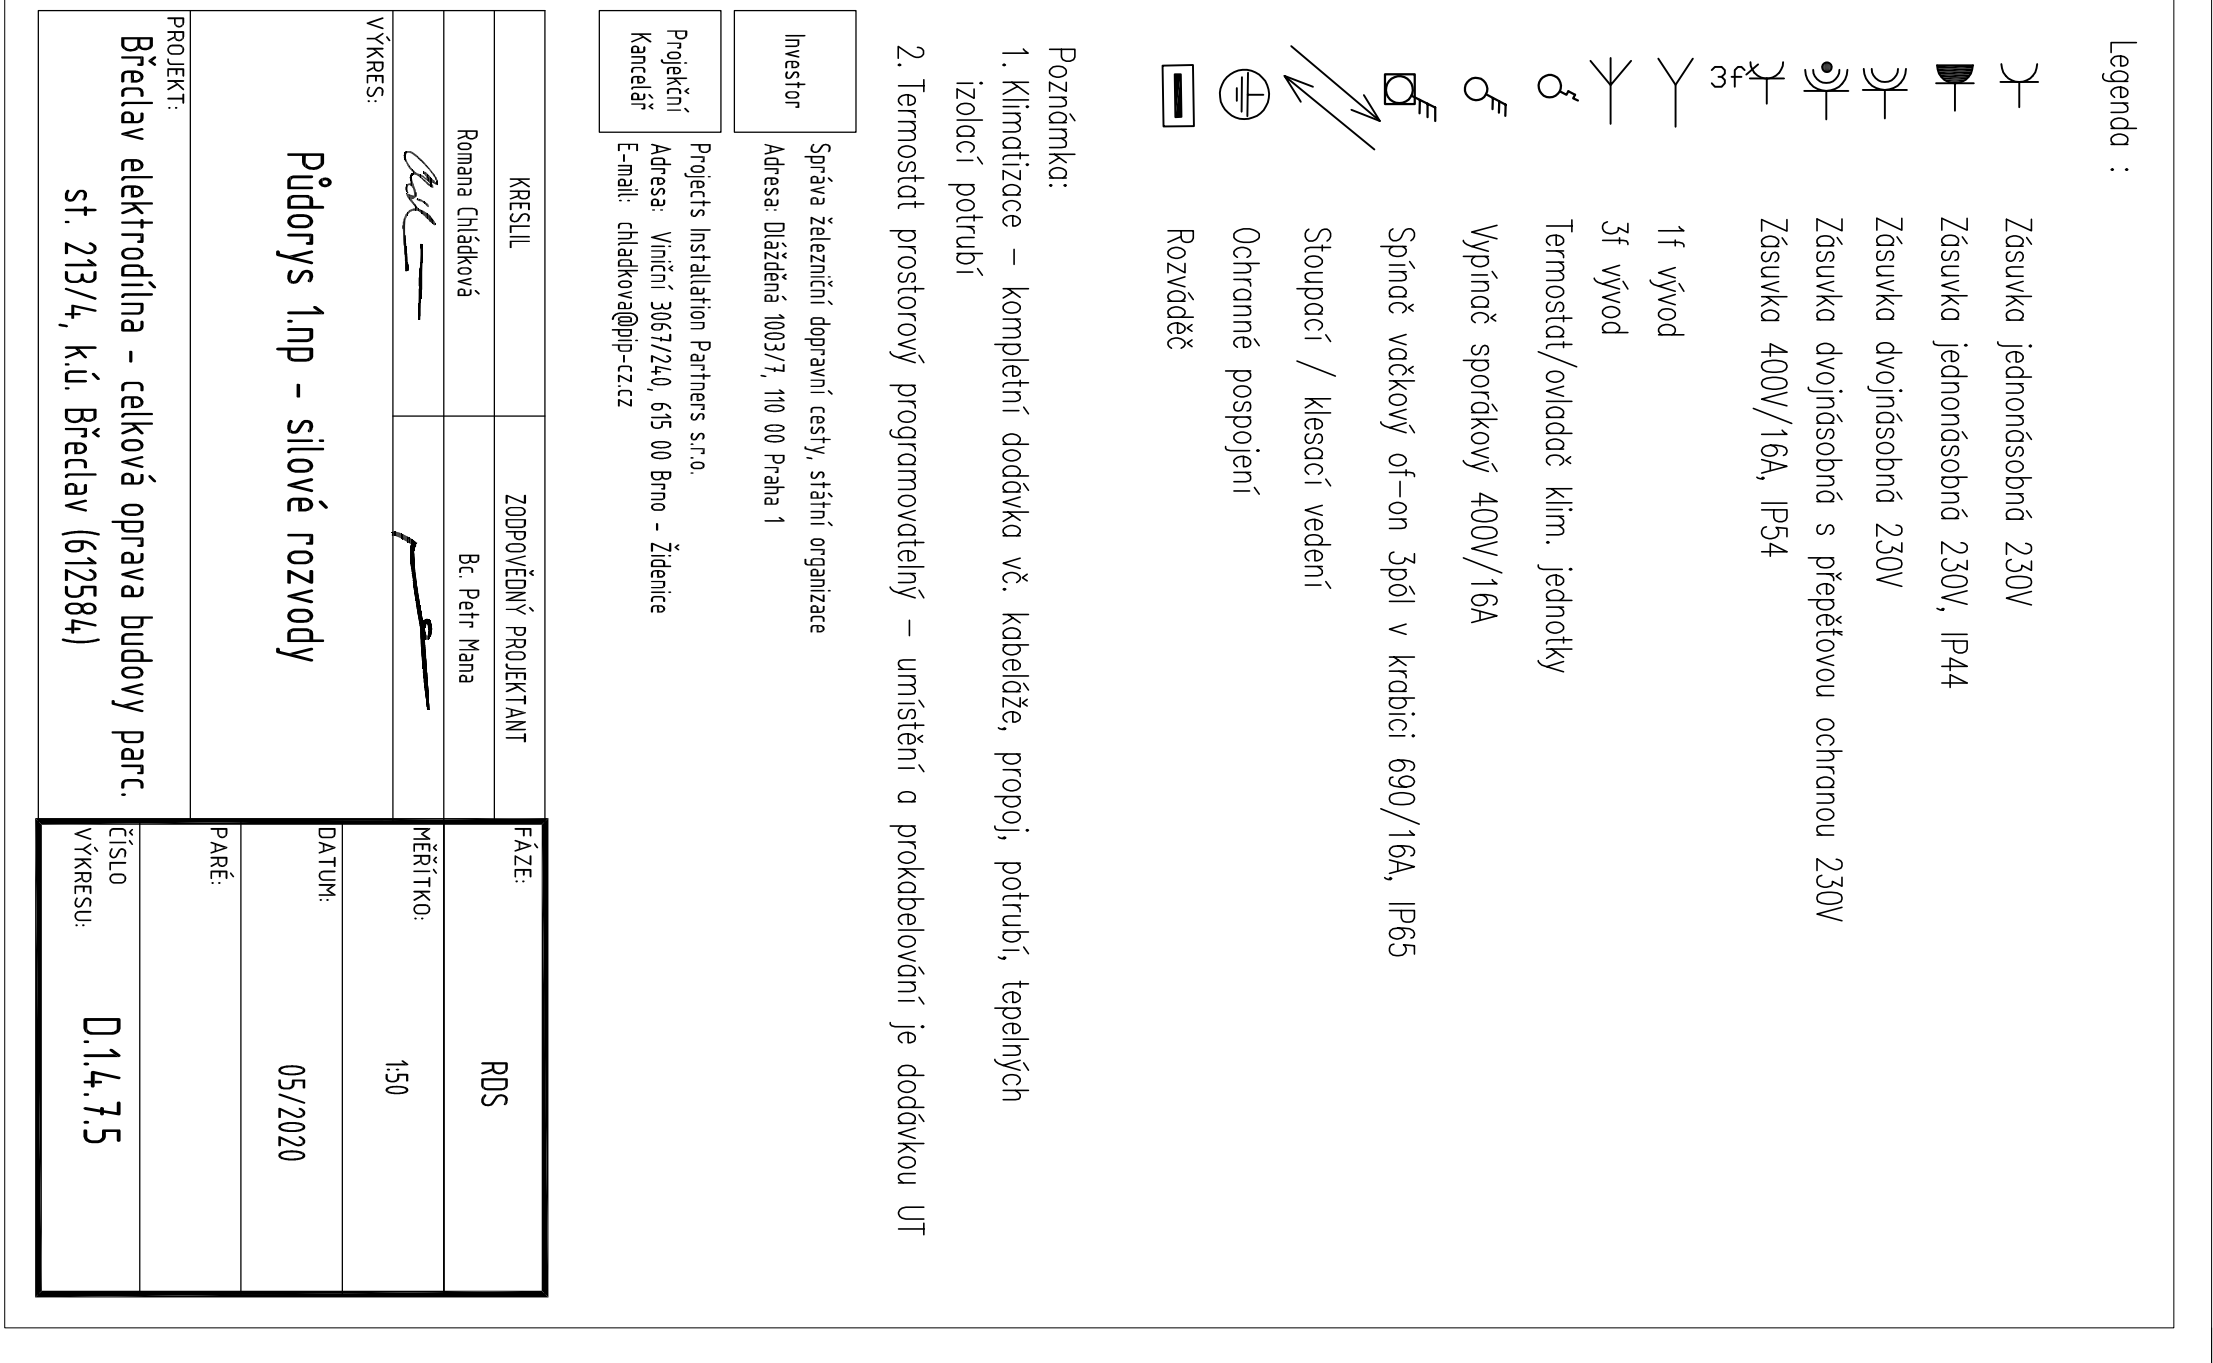 Legenda :
Zásuvka jednonásobná 230V
Zásuvka jednonásobná 230V, IP44
Zásuvka dvojnásobná 230V
Zásuvka dvojnásobná s přepěťovou ochranou 230V
3f
Zásuvka 400V/16A, IP54
1f vývod
3f vývod
Termostat/ovladač klim. jednotky
Vypínač sporákový 400V/16A
Spínač vačkový of-on 3pól v krabici 690/16A, IP65
Stoupací / klesací vedení
Ochranné pospojení
Rozváděč
Poznámka:
1. Klimatizace - kompletní dodávka vč. kabeláže, propoj, potrubí, tepelných
izolací potrubí
2. Termostat prostorový programovatelný - umístění a prokabelování je dodávkou UT
Investor
Správa železniční dopravní cesty, státní organizace
Adresa: Dlážděná 1003/7, 110 00 Praha 1
Projekční
Kancelář
Projects Installation Partners s.r.o.
Adresa: Viniční 3067/240, 615 00 Brno - Židenice
E-mail: chladkova@pip-cz.cz
KRESLIL
ZODPOVĚDNÝ PROJEKTANT
Romana Chládková
Bc. Petr Mana
VÝKRES:
Půdorys 1.np - silové rozvody
PROJEKT:
Břeclav elektrodílna - celková oprava budovy parc.
st. 213/4, k.ú. Břeclav (612584)
FÁZE:
RDS
MĚŘÍTKO:
1:50
DATUM:
05/2020
PARÉ:
ČÍSLO
VÝKRESU:
D.1.4.7.5